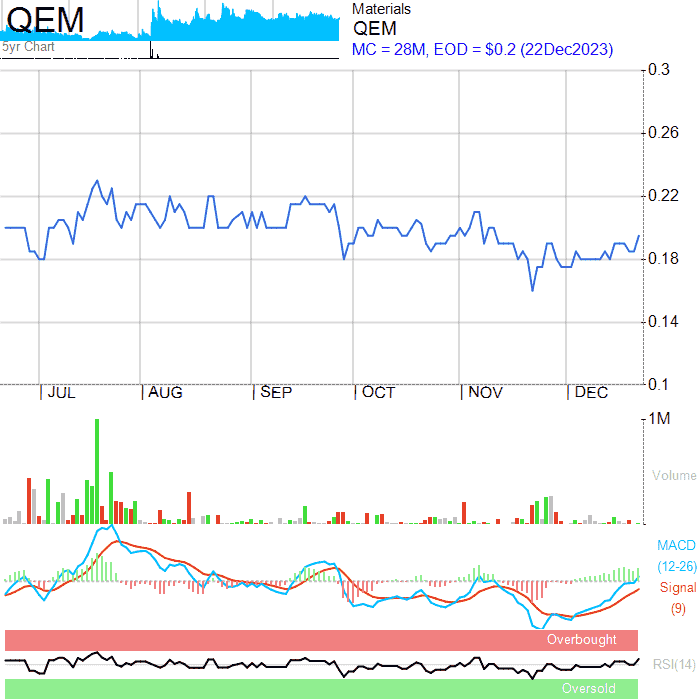 QEM
5yr Chart
Materials
QEM
MC = 28M, EOD = $0.2 (22Dec2023)
0.3
0.26
0.22
0.18
0.14
0.1
JUL AUG SEP OCT NOV DEC
1M
Volume
MACD
(12-26)
Signal
(9)
Overbought
RSI(14)
Oversold